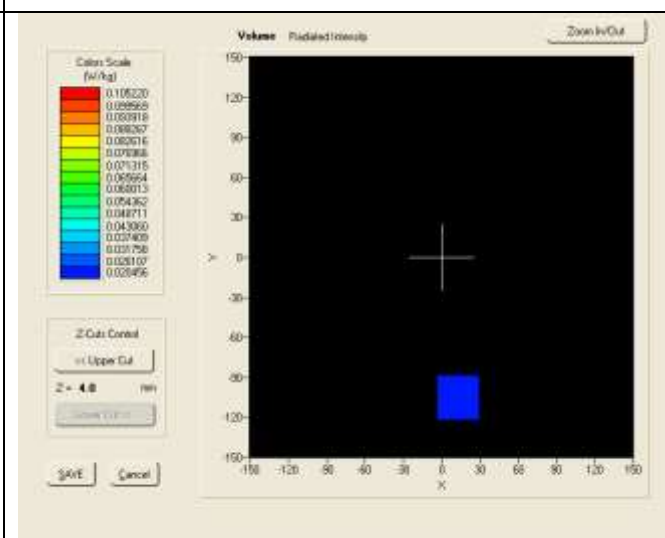 Volume Radiated Intensity
Zoom In/Out
Colors Scale
(W/kg)
0.105220
0.099569
0.093918
0.088267
0.082616
0.076966
0.071315
0.065664
0.060013
0.054362
0.048711
0.043060
0.037409
0.031758
0.026107
0.020456
Z-Cuts Control
<< Upper Cut
Z = 4.0 mm
SAVE Cancel
150
120
90
60
30
0
-30
-60
-90
-120
-150
Y
-150 -120 -90 -60 -30 0 30 60 90 120 150
X